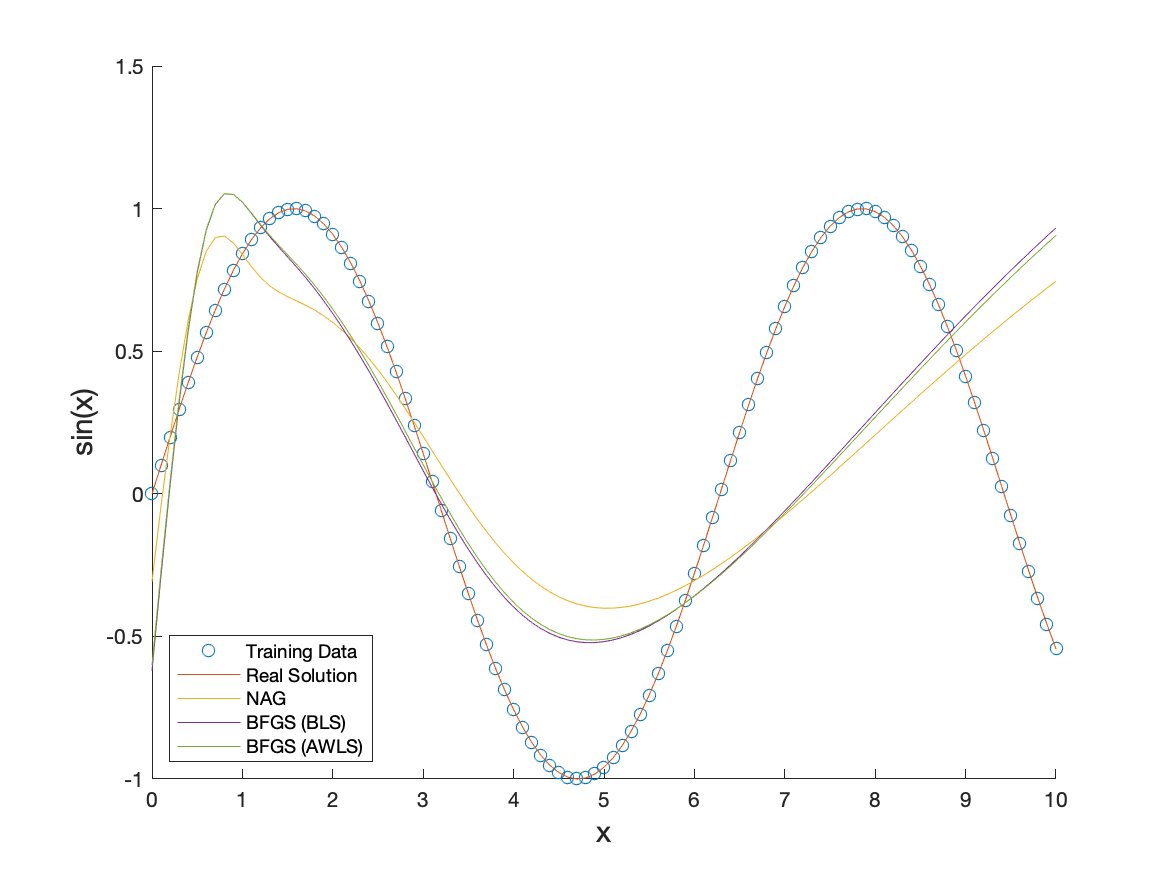 1.5
1
0.5
0
-0.5
-1
sin(x)
Training Data
Real Solution
NAG
BFGS (BLS)
BFGS (AWLS)
0 1 2 3 4 5 6 7 8 9 10
x